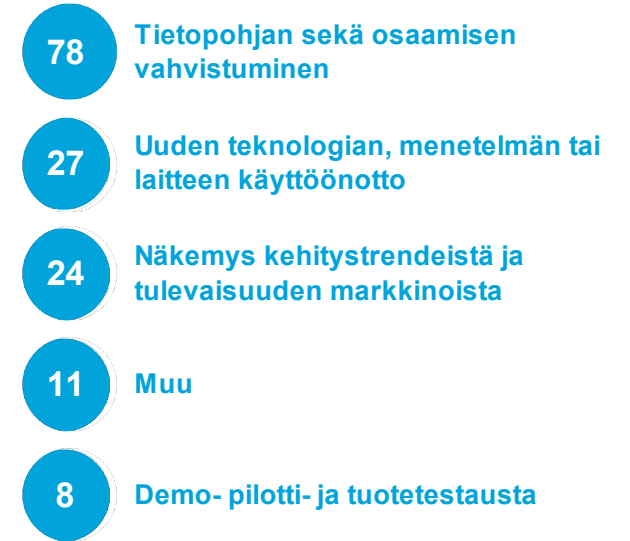 78
Tietopohjan sekä osaamisen
vahvistuminen
27
Uuden teknologian, menetelmän tai
laitteen käyttöönotto
24
Näkemys kehitystrendeistä ja
tulevaisuuden markkinoista
11
Muu
8
Demo- pilotti- ja tuotetestausta